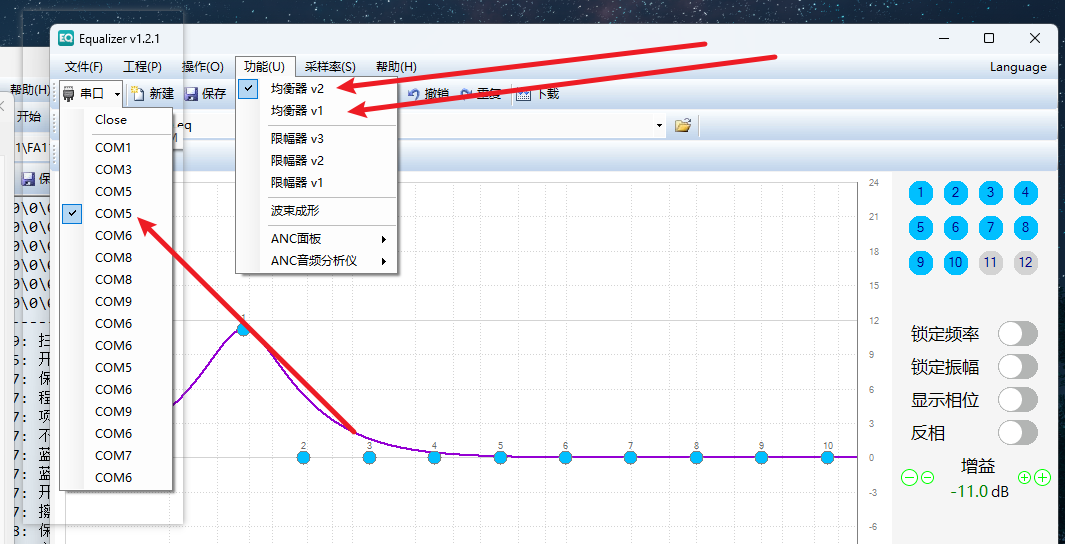 Equalizer v1.2.1
文件(F) 工程(P) 操作(O) 功能(U) 采样率(S) 帮助(H) Language
帮助(H)
串口 新建 保存 撤销 重复 下载
开始
eq
1\FA1
保
Close
COM1
COM3
COM5
COM5
COM6
COM8
COM8
COM9
COM6
COM6
COM5
COM6
COM9
COM6
COM7
COM6
均衡器 v2
均衡器 v1
限幅器 v3
限幅器 v2
限幅器 v1
波束成形
ANC面板
ANC音频分析仪
0\0\0
0\0\0
0\0\0
0\0\0
0\0\0
0\0\0
9: 扫
5: 开
7: 保
7: 程
7: 项
7: 不
7: 蓝
7: 蓝
7: 开
7: 擦
8: 保
24
21
18
15
12
9
6
3
0
-3
-6
1
2 3 4 5 6 7 8 9 10
1 2 3 4
5 6 7 8
9 10 11 12
锁定频率
锁定振幅
显示相位
反相
增益
-11.0 dB